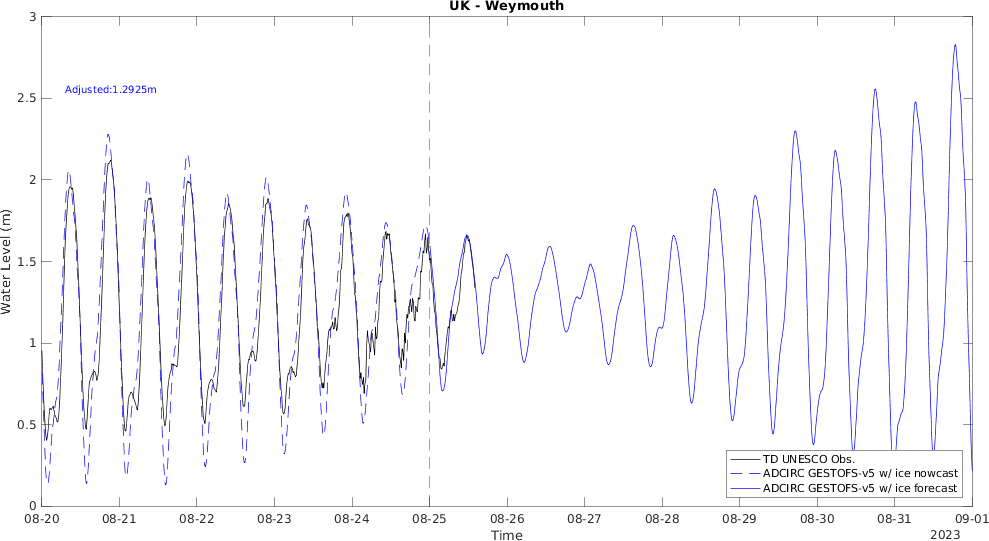 UK - Weymouth
Adjusted:1.2925m
Water Level (m)
3
2.5
2
1.5
1
0.5
0
08-20 08-21 08-22 08-23 08-24 08-25 08-26 08-27 08-28 08-29 08-30 08-31 09-01
Time
2023
TD UNESCO Obs.
ADCIRC GESTOFS-v5 w/ ice nowcast
ADCIRC GESTOFS-v5 w/ ice forecast